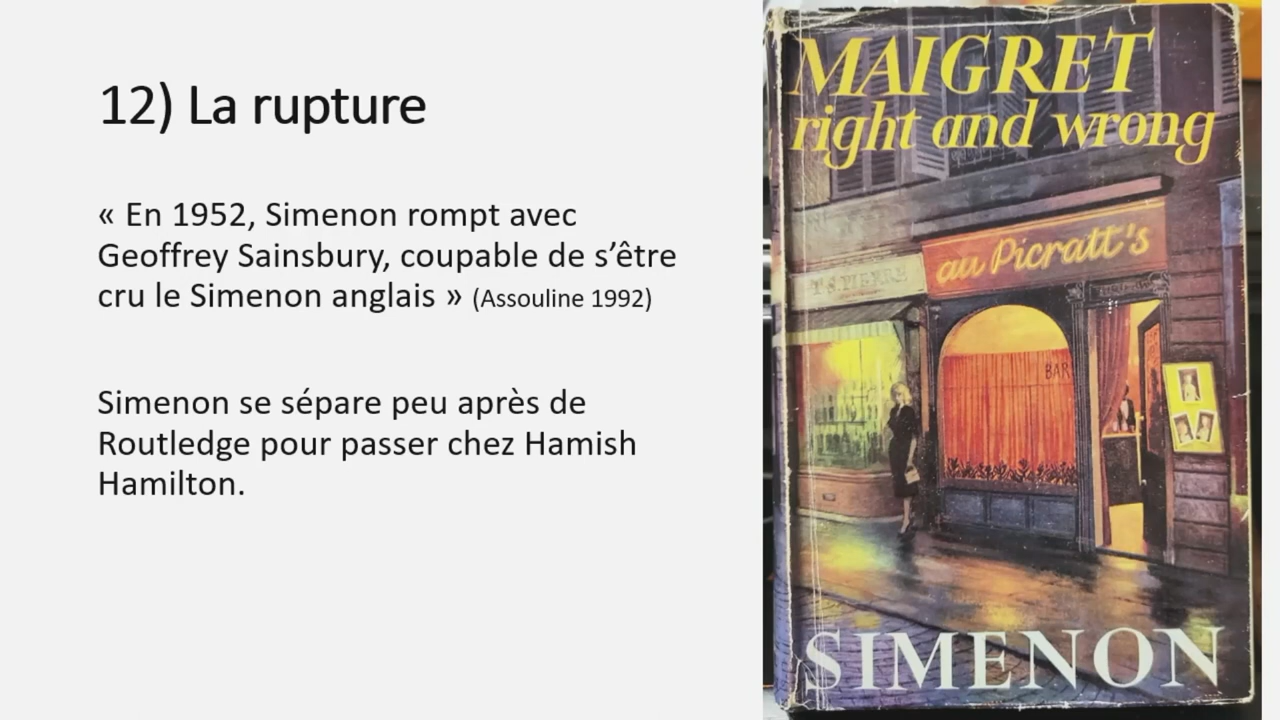 12) La rupture
« En 1952, Simenon rompt avec
Geoffrey Sainsbury, coupable de s’être
cru le Simenon anglais » (Assouline 1992)
Simenon se sépare peu après de
Routledge pour passer chez Hamish
Hamilton.
MAIGRET
right and wrong
au Picratt's
BAR
SIMENON